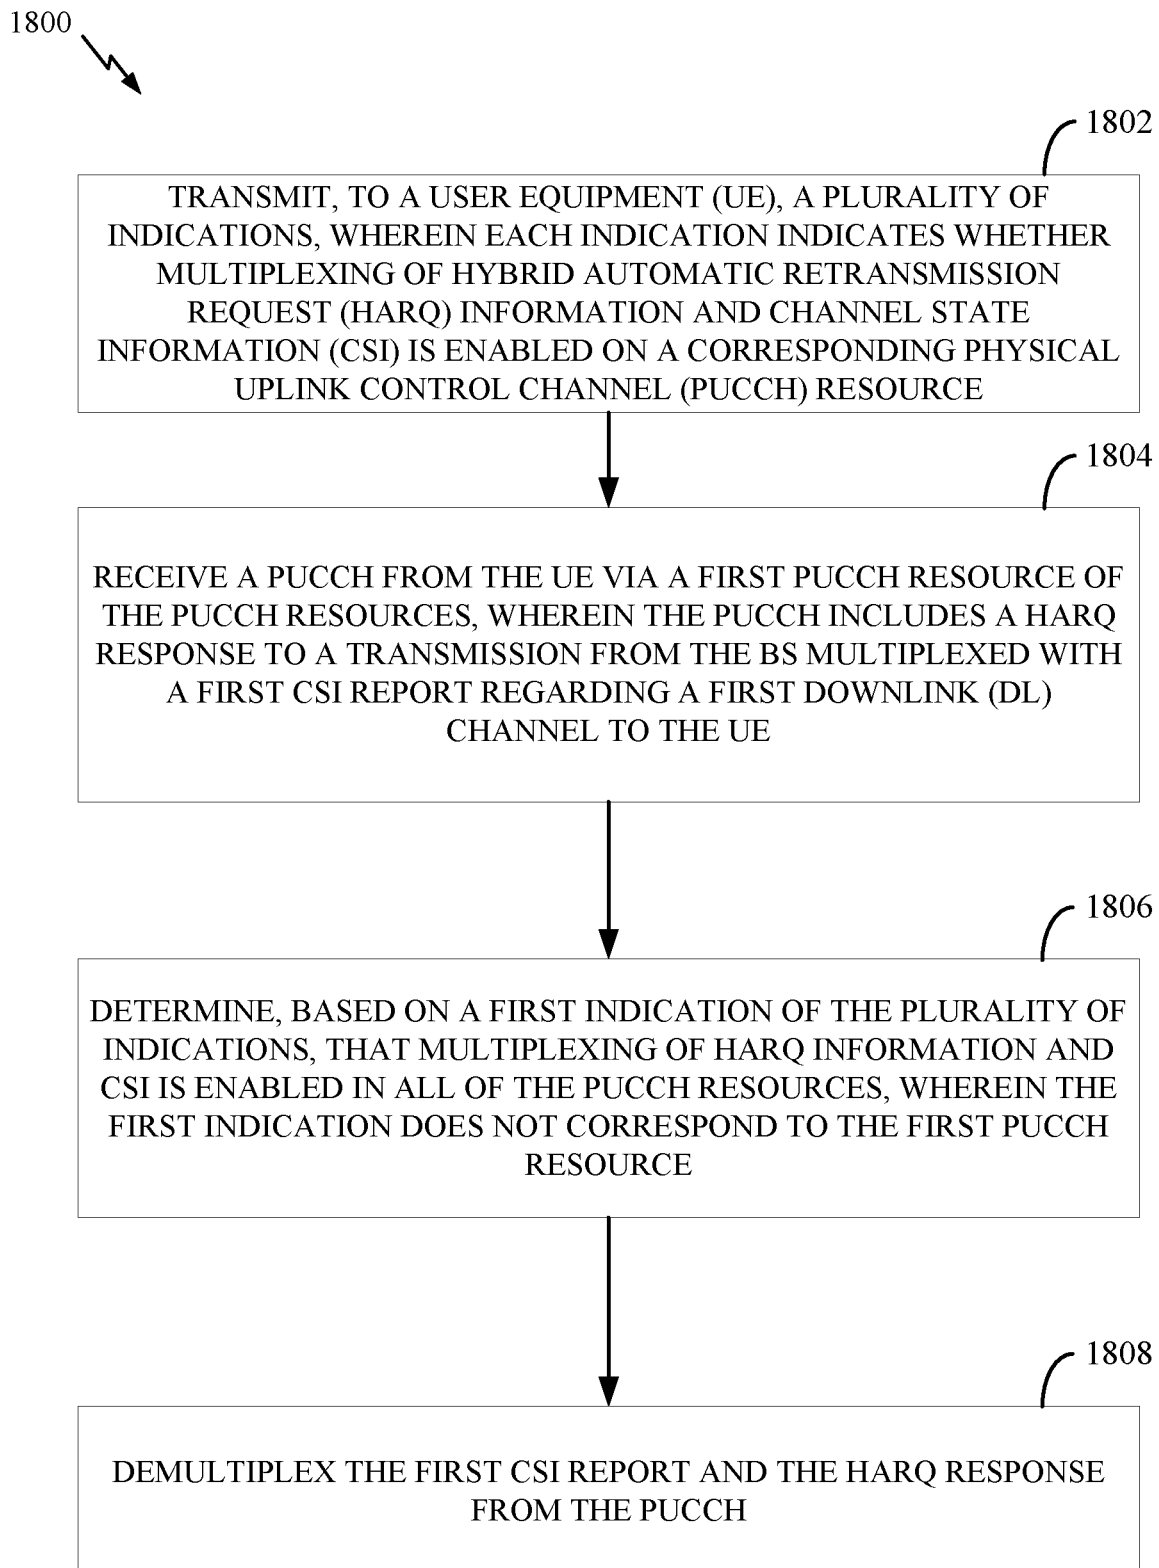 1800
1802
TRANSMIT, TO A USER EQUIPMENT (UE), A PLURALITY OF
INDICATIONS, WHEREIN EACH INDICATION INDICATES WHETHER
MULTIPLEXING OF HYBRID AUTOMATIC RETRANSMISSION
REQUEST (HARQ) INFORMATION AND CHANNEL STATE
INFORMATION (CSI) IS ENABLED ON A CORRESPONDING PHYSICAL
UPLINK CONTROL CHANNEL (PUCCH) RESOURCE
1804
RECEIVE A PUCCH FROM THE UE VIA A FIRST PUCCH RESOURCE OF
THE PUCCH RESOURCES, WHEREIN THE PUCCH INCLUDES A HARQ
RESPONSE TO A TRANSMISSION FROM THE BS MULTIPLEXED WITH
A FIRST CSI REPORT REGARDING A FIRST DOWNLINK (DL)
CHANNEL TO THE UE
1806
DETERMINE, BASED ON A FIRST INDICATION OF THE PLURALITY OF
INDICATIONS, THAT MULTIPLEXING OF HARQ INFORMATION AND
CSI IS ENABLED IN ALL OF THE PUCCH RESOURCES, WHEREIN THE
FIRST INDICATION DOES NOT CORRESPOND TO THE FIRST PUCCH
RESOURCE
1808
DEMULTIPLEX THE FIRST CSI REPORT AND THE HARQ RESPONSE
FROM THE PUCCH